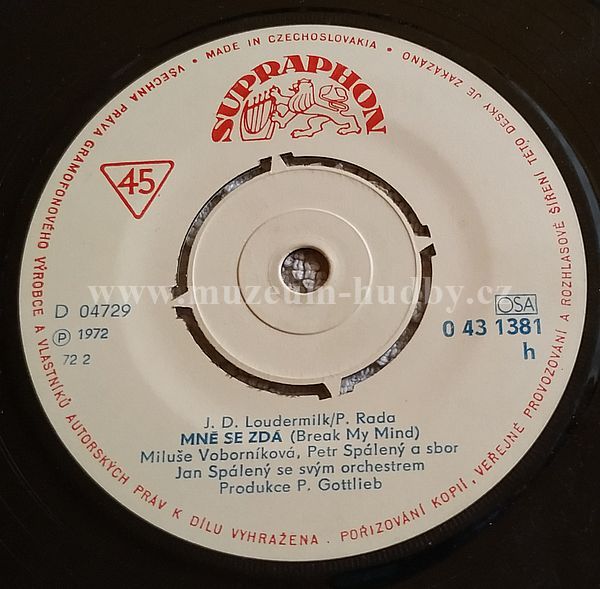 VŠECHNA PRÁVA GRAMOFONOVÉHO VÝROBCE A VLASTNÍKŮ AUTORSKÝCH PRÁV K DÍLU VYHRAŽENA . POŘIZOVÁNÍ KOPIÍ, VEŘEJNÉ PROVOZOVÁNÍ A ROZHLASOVÉ ŠÍŘENÍ TÉTO DESKY JE ZAKÁZÁNO • MADE IN CZECHOSLOVAKIA •
SUPRAPHON
45
www.muzeum-hudby.cz
D 04729
P 1972
72 2
OSA
0 43 1381
h
J. D. Loudermilk/P. Rada
MNĚ SE ZDÁ (Break My Mind)
Miluše Voborníková, Petr Spálený a sbor
Jan Spálený se svým orchestrem
Produkce P. Gottlieb